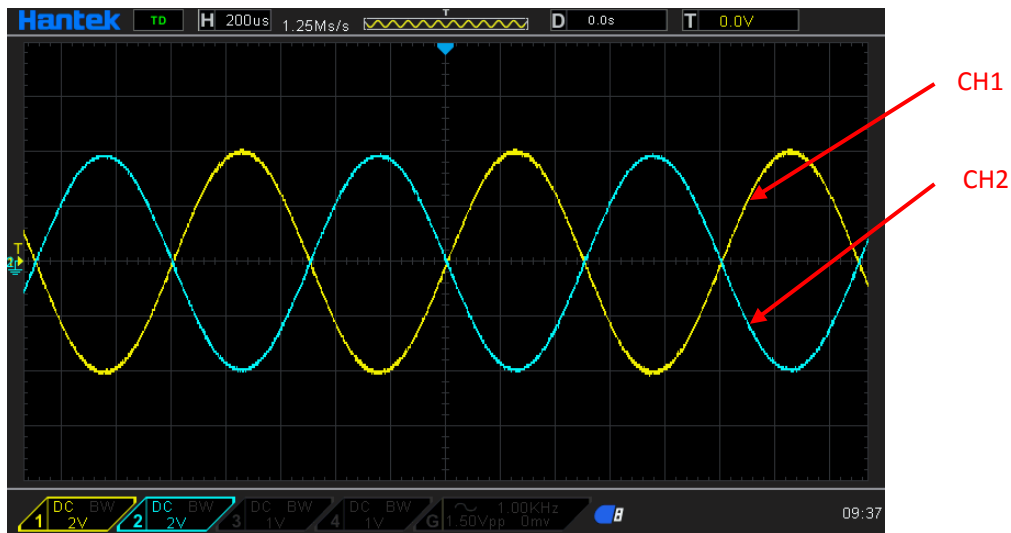 Hantek TD H 200us 1.25Ms/s T D 0.0s T 0.0V
CH1
CH2
T
1
DC BW DC BW DC BW DC BW 1.00KHz
1 2V 2 2V 3 1V 4 1V G 1.50Vpp 0mv
09:37